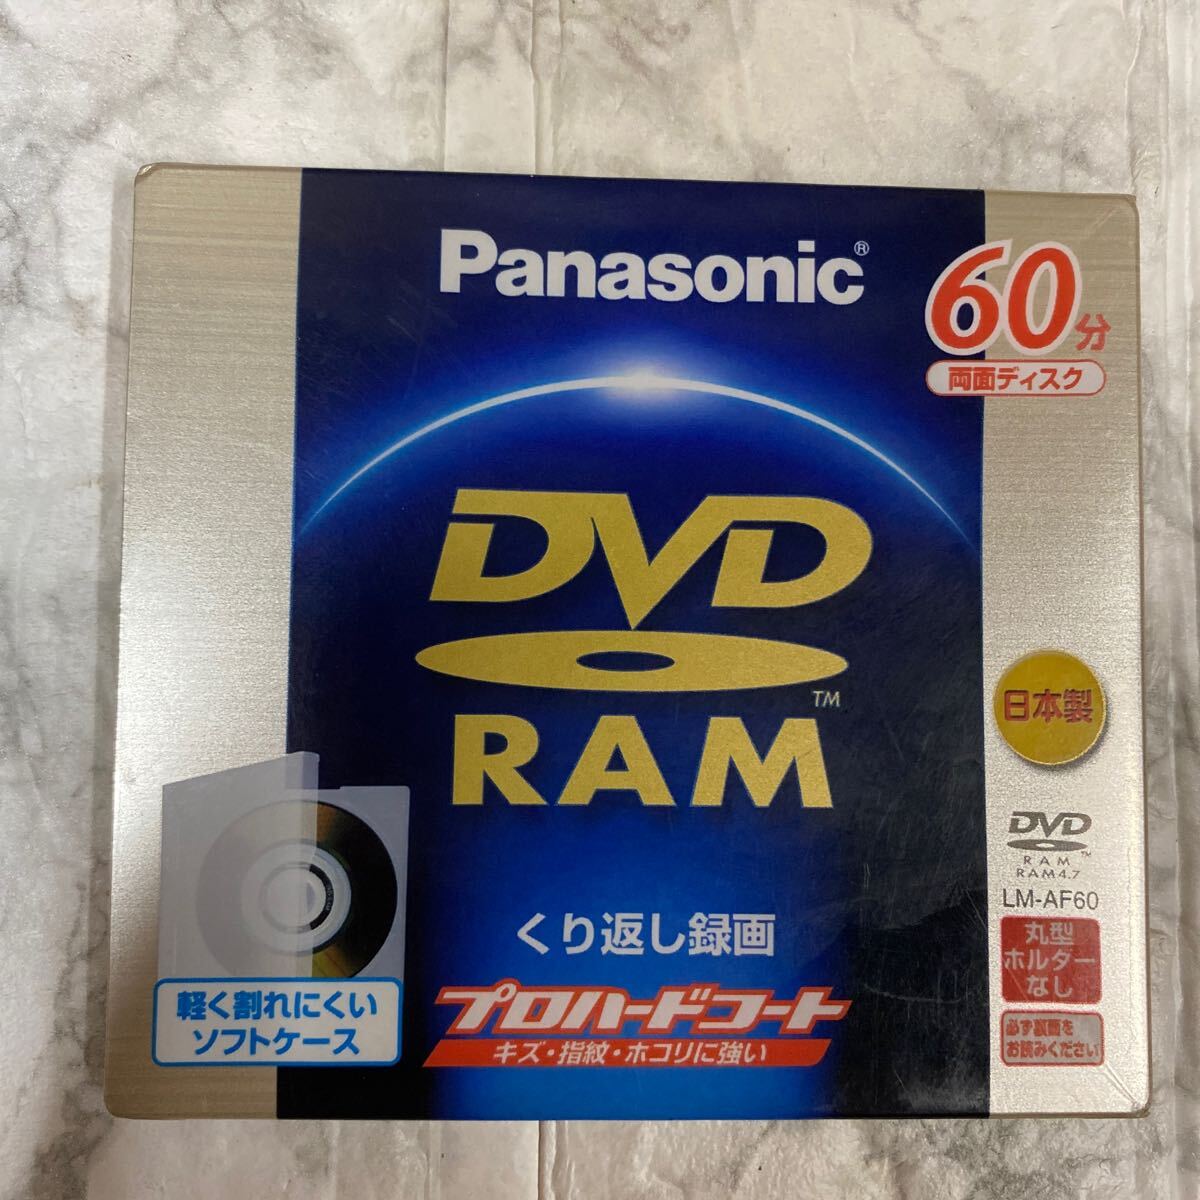 Panasonic®
60分
両面ディスク
DVD
RAM
TM
日本製
DVD
RAM
TM
RAM4.7
LM-AF60
くり返し録画
丸型
ホルダー
なし
軽く割れにくい
ソフトケース
プロハードコート
キズ・指紋・ホコリに強い
必ず裏面を
お読みください